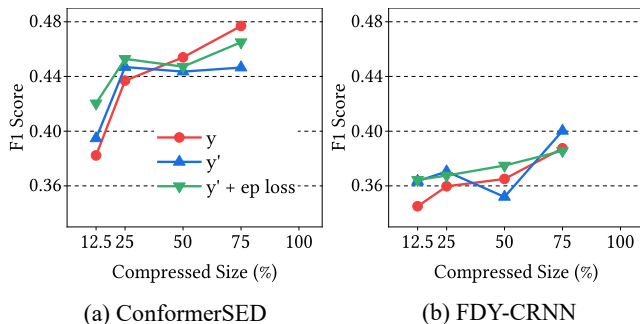 0.48
0.44
0.40
0.36
F1 Score
y
y'
y' + ep loss
12.5 25 50 75 100
Compressed Size (%)
(a) ConformerSED
0.48
0.44
0.40
0.36
F1 Score
12.5 25 50 75 100
Compressed Size (%)
(b) FDY-CRNN